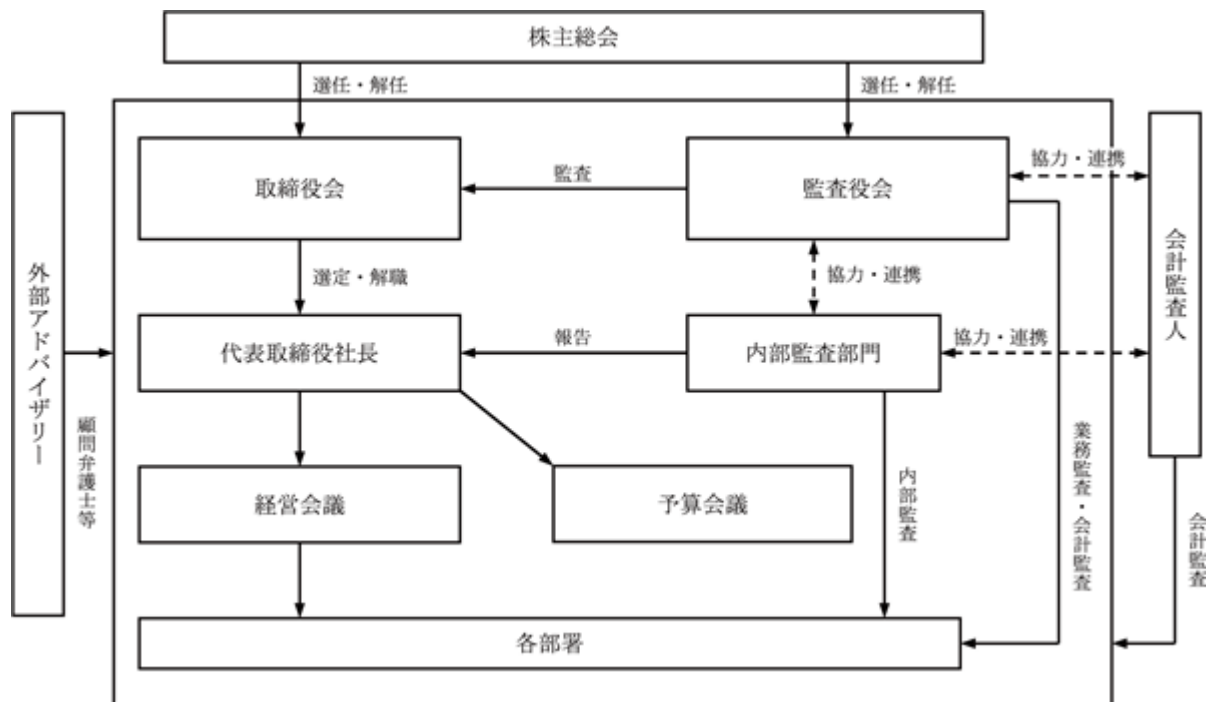 株主総会
選任・解任
選任・解任
取締役会
監査
監査役会
協力・連携
選定・解職
協力・連携
代表取締役社長
報告
内部監査部門
協力・連携
経営会議
予算会議
内部監査
業務監査・会計監査
各部署
外部アドバイザリー
顧問弁護士等
会計監査人
会計監査